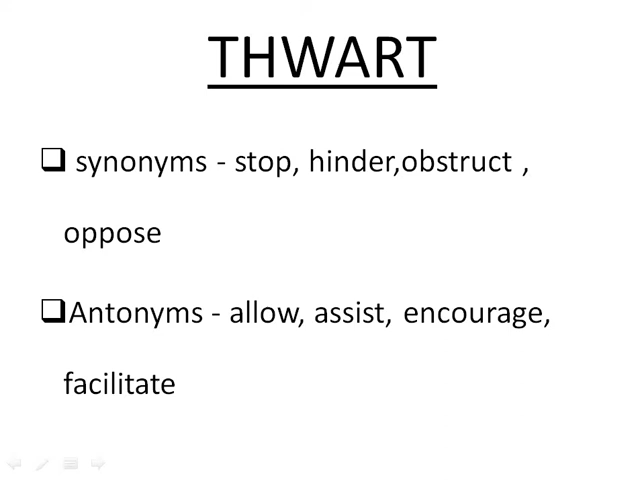 THWART
❑ synonyms - stop, hinder,obstruct ,
oppose
❑Antonyms - allow, assist, encourage,
facilitate